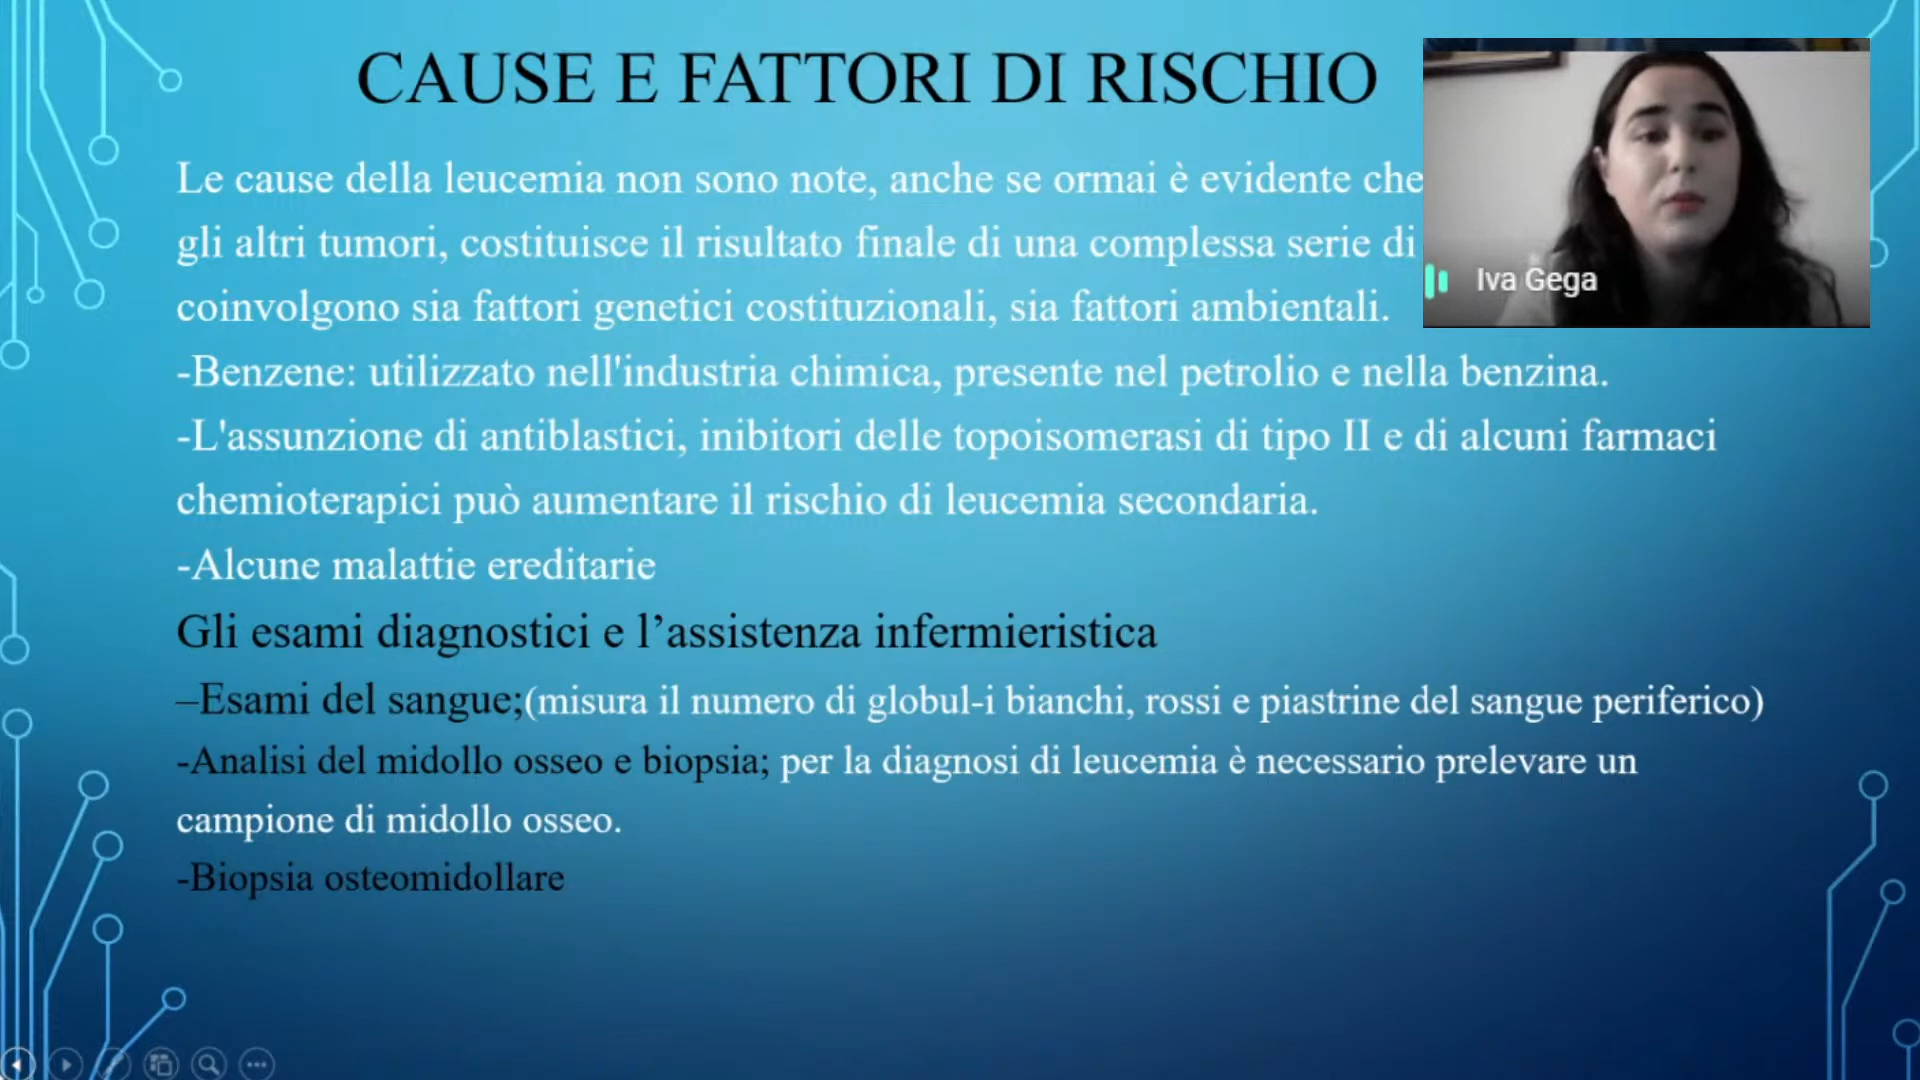 CAUSE E FATTORI DI RISCHIO
Le cause della leucemia non sono note, anche se ormai è evidente che
gli altri tumori, costituisce il risultato finale di una complessa serie di
coinvolgono sia fattori genetici costituzionali, sia fattori ambientali.
Iva Gega
-Benzene: utilizzato nell'industria chimica, presente nel petrolio e nella benzina.
-L'assunzione di antiblastici, inibitori delle topoisomerasi di tipo II e di alcuni farmaci
chemioterapici può aumentare il rischio di leucemia secondaria.
-Alcune malattie ereditarie
Gli esami diagnostici e l’assistenza infermieristica
–Esami del sangue;(misura il numero di globul-i bianchi, rossi e piastrine del sangue periferico)
-Analisi del midollo osseo e biopsia; per la diagnosi di leucemia è necessario prelevare un
campione di midollo osseo.
-Biopsia osteomidollare